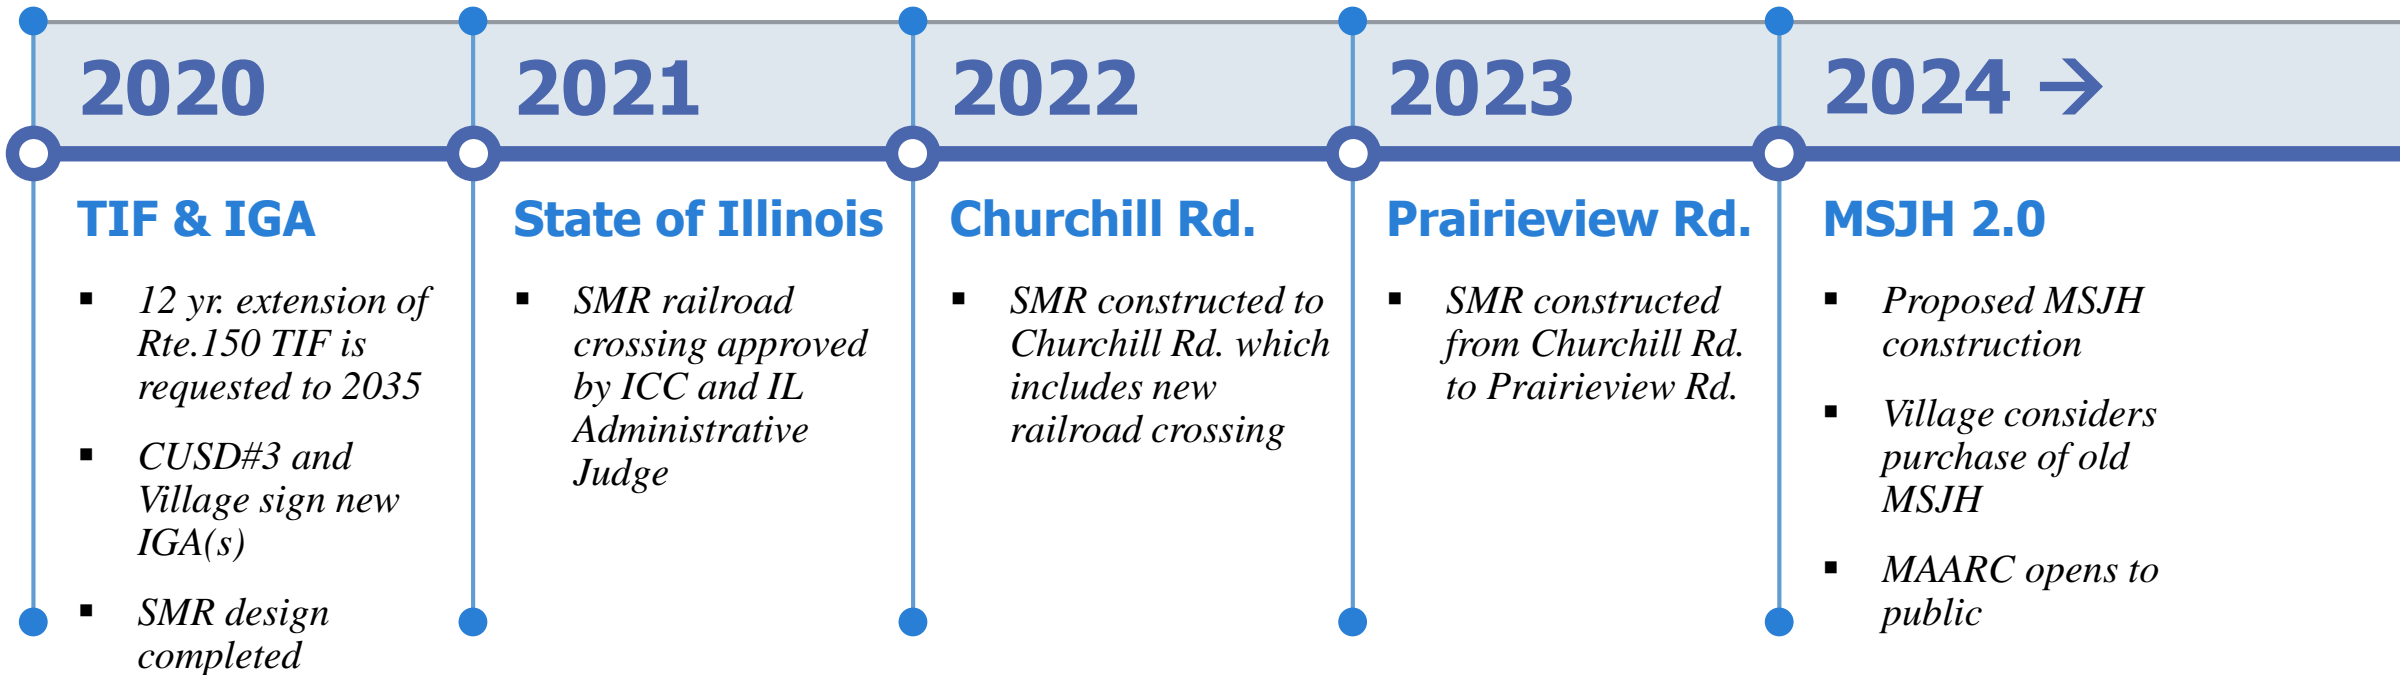 2020
TIF & IGA
▪ 12 yr. extension of
Rte.150 TIF is
requested to 2035
▪ CUSD#3 and
Village sign new
IGA(s)
▪ SMR design
completed
2021
State of Illinois
▪ SMR railroad
crossing approved
by ICC and IL
Administrative
Judge
2022
Churchill Rd.
▪ SMR constructed to
Churchill Rd. which
includes new
railroad crossing
2023
Prairieview Rd.
▪ SMR constructed
from Churchill Rd.
to Prairieview Rd.
2024 →
MSJH 2.0
▪ Proposed MSJH
construction
▪ Village considers
purchase of old
MSJH
▪ MAARC opens to
public